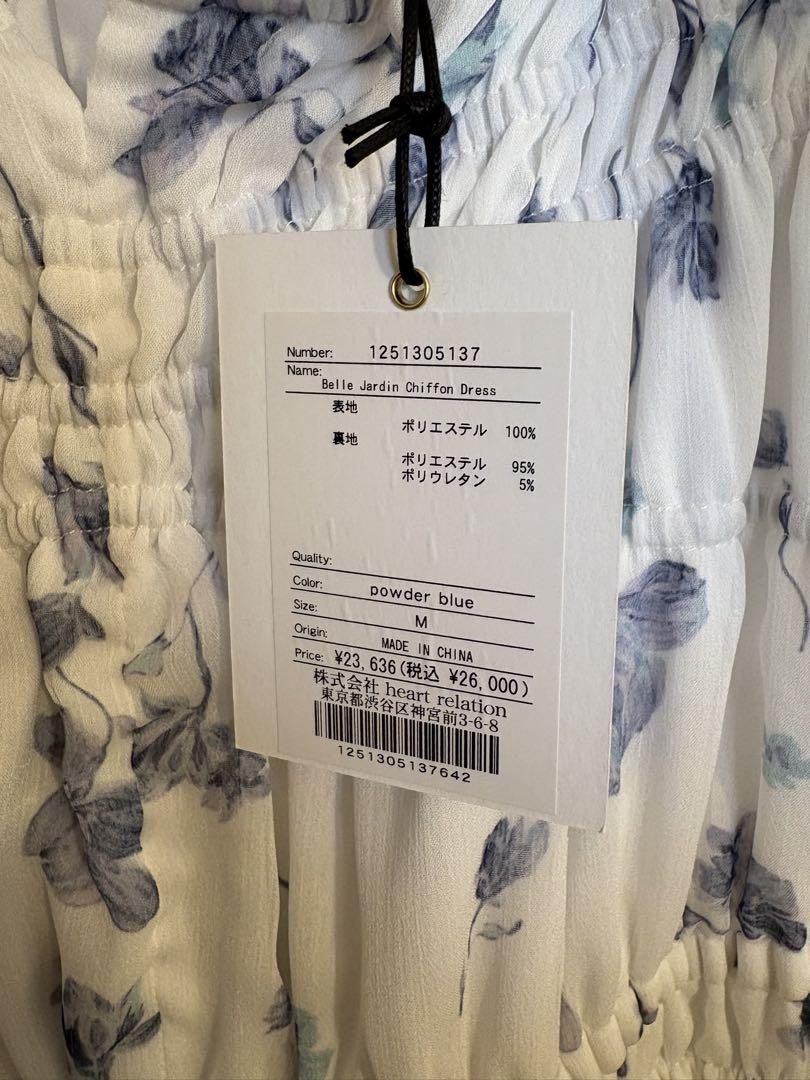 Number: 1251305137
Name:
Belle Jardin Chiffon Dress
表地
ポリエステル 100%
裏地
ポリエステル 95%
ポリウレタン 5%
Quality:
Color: powder blue
Size: M
Origin: MADE IN CHINA
Price: ¥23,636(税込 ¥26,000)
株式会社 heart relation
東京都渋谷区神宮前3-6-8
1251305137642